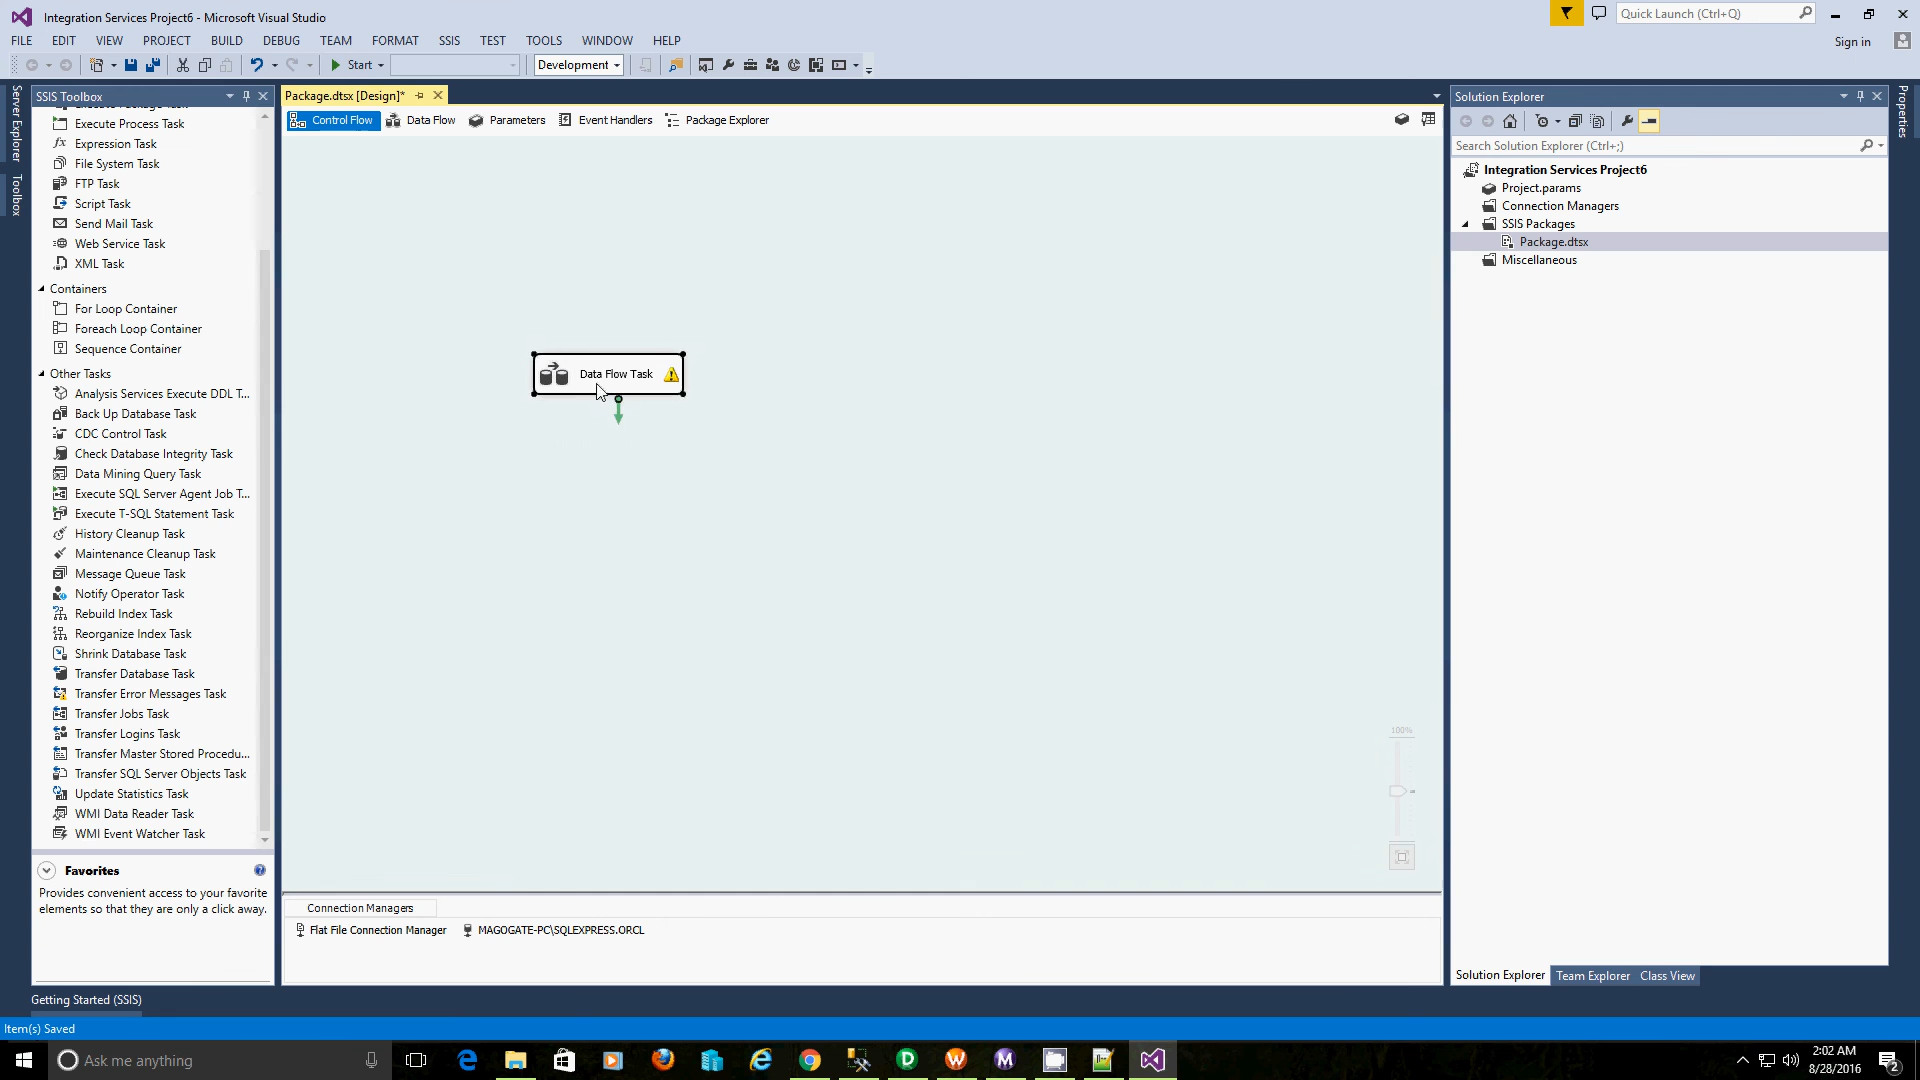 Integration Services Project6 - Microsoft Visual Studio
Quick Launch (Ctrl+Q)
FILE EDIT VIEW PROJECT BUILD DEBUG TEAM FORMAT SSIS TEST TOOLS WINDOW HELP
Sign in
Start
Development
Server Explorer
Toolbox
SSIS Toolbox
Execute Package Task
Execute Process Task
Expression Task
File System Task
FTP Task
Script Task
Send Mail Task
Web Service Task
XML Task
Containers
For Loop Container
Foreach Loop Container
Sequence Container
Other Tasks
Analysis Services Execute DDL T...
Back Up Database Task
CDC Control Task
Check Database Integrity Task
Data Mining Query Task
Execute SQL Server Agent Job T...
Execute T-SQL Statement Task
History Cleanup Task
Maintenance Cleanup Task
Message Queue Task
Notify Operator Task
Rebuild Index Task
Reorganize Index Task
Shrink Database Task
Transfer Database Task
Transfer Error Messages Task
Transfer Jobs Task
Transfer Logins Task
Transfer Master Stored Procedu...
Transfer SQL Server Objects Task
Update Statistics Task
WMI Data Reader Task
WMI Event Watcher Task
Favorites
Provides convenient access to your favorite
elements so that they are only a click away.
Getting Started (SSIS)
Package.dtsx [Design]*
Control Flow Data Flow Parameters Event Handlers Package Explorer
Data Flow Task
100%
Connection Managers
Flat File Connection Manager MAGOGATE-PC\SQLEXPRESS.ORCL
Solution Explorer
Search Solution Explorer (Ctrl+;)
Integration Services Project6
Project.params
Connection Managers
SSIS Packages
Package.dtsx
Miscellaneous
Solution Explorer Team Explorer Class View
Properties
Item(s) Saved
Ask me anything
2:02 AM
8/28/2016
2